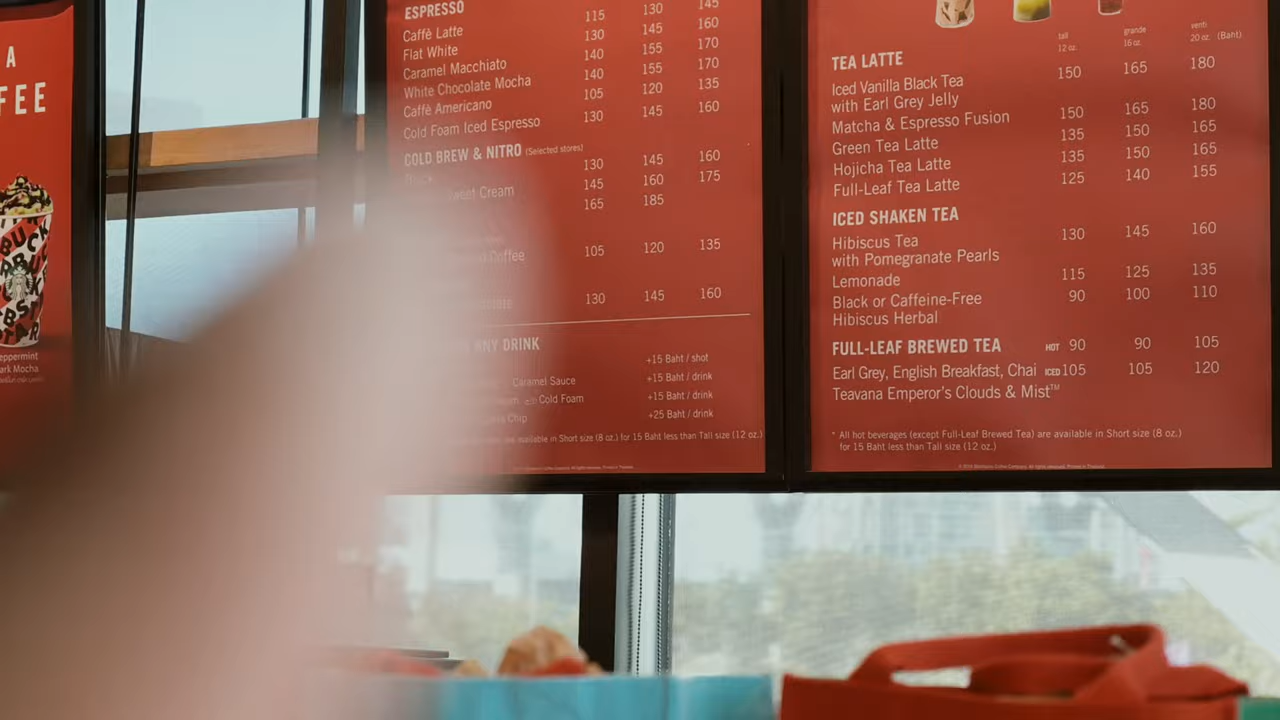 A
FEE
BUCK
eppermint
ark Mocha
ESPRESSO 115 130 145
Caffè Latte 130 145 160
Flat White 140 155 170
Caramel Macchiato 140 155 170
White Chocolate Mocha 105 120 135
Caffè Americano
Cold Foam Iced Espresso 130 145 160
COLD BREW & NITRO (Selected stores)
130 145 160
Cream 145 160 175
165 185
Coffee 105 120 135
130 145 160
ANY DRINK
+15 Baht / shot
Caramel Sauce +15 Baht / drink
Cold Foam +15 Baht / drink
Chip +25 Baht / drink
available in Short size (8 oz.) for 15 Baht less than Tall size (12 oz.)
tall grande venti
12 oz. 16 oz. 20 oz. (Baht)
TEA LATTE
Iced Vanilla Black Tea 150 165 180
with Earl Grey Jelly
Matcha & Espresso Fusion 150 165 180
Green Tea Latte 135 150 165
Hojicha Tea Latte 135 150 165
Full-Leaf Tea Latte 125 140 155
ICED SHAKEN TEA
Hibiscus Tea 130 145 160
with Pomegranate Pearls
Lemonade 115 125 135
Black or Caffeine-Free 90 100 110
Hibiscus Herbal
FULL-LEAF BREWED TEA HOT 90 90 105
Earl Grey, English Breakfast, Chai ICED 105 105 120
Teavana Emperor's Clouds & Mist™
* All hot beverages (except Full-Leaf Brewed Tea) are available in Short size (8 oz.)
for 15 Baht less than Tall size (12 oz.)